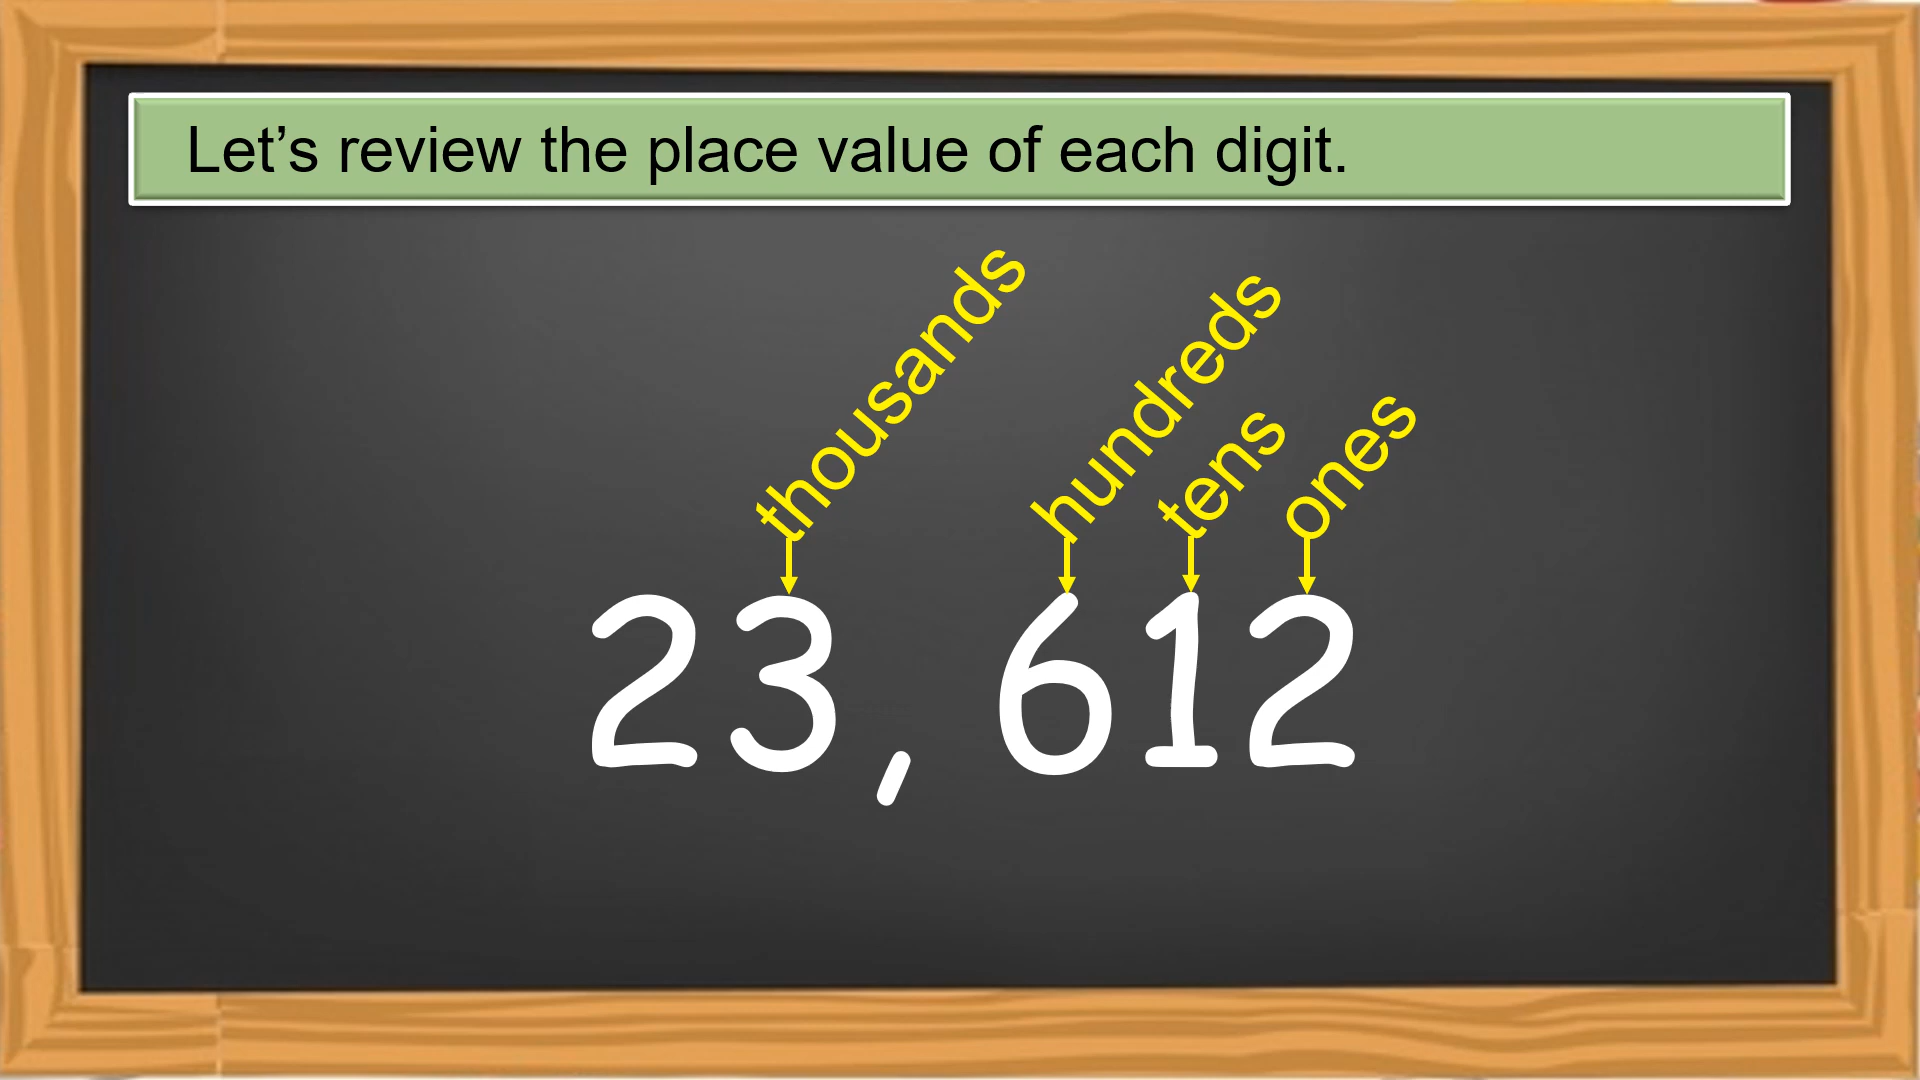 Let’s review the place value of each digit.
thousands
hundreds
tens
ones
23, 612